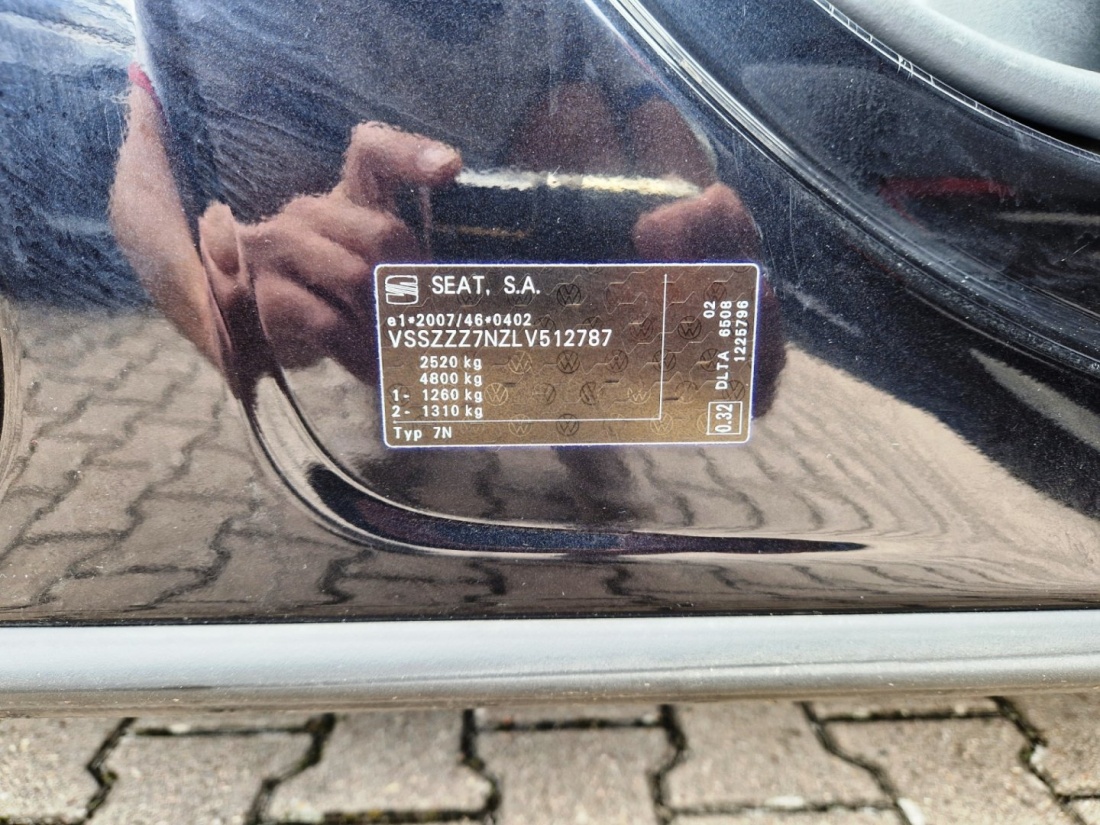 SEAT, S.A.
e1*2007/46*0402
VSSZZZ7NZLV512787
2520 kg
4800 kg
1- 1260 kg
2- 1310 kg
Typ 7N
0.32 DLTA 6508 02
1225796